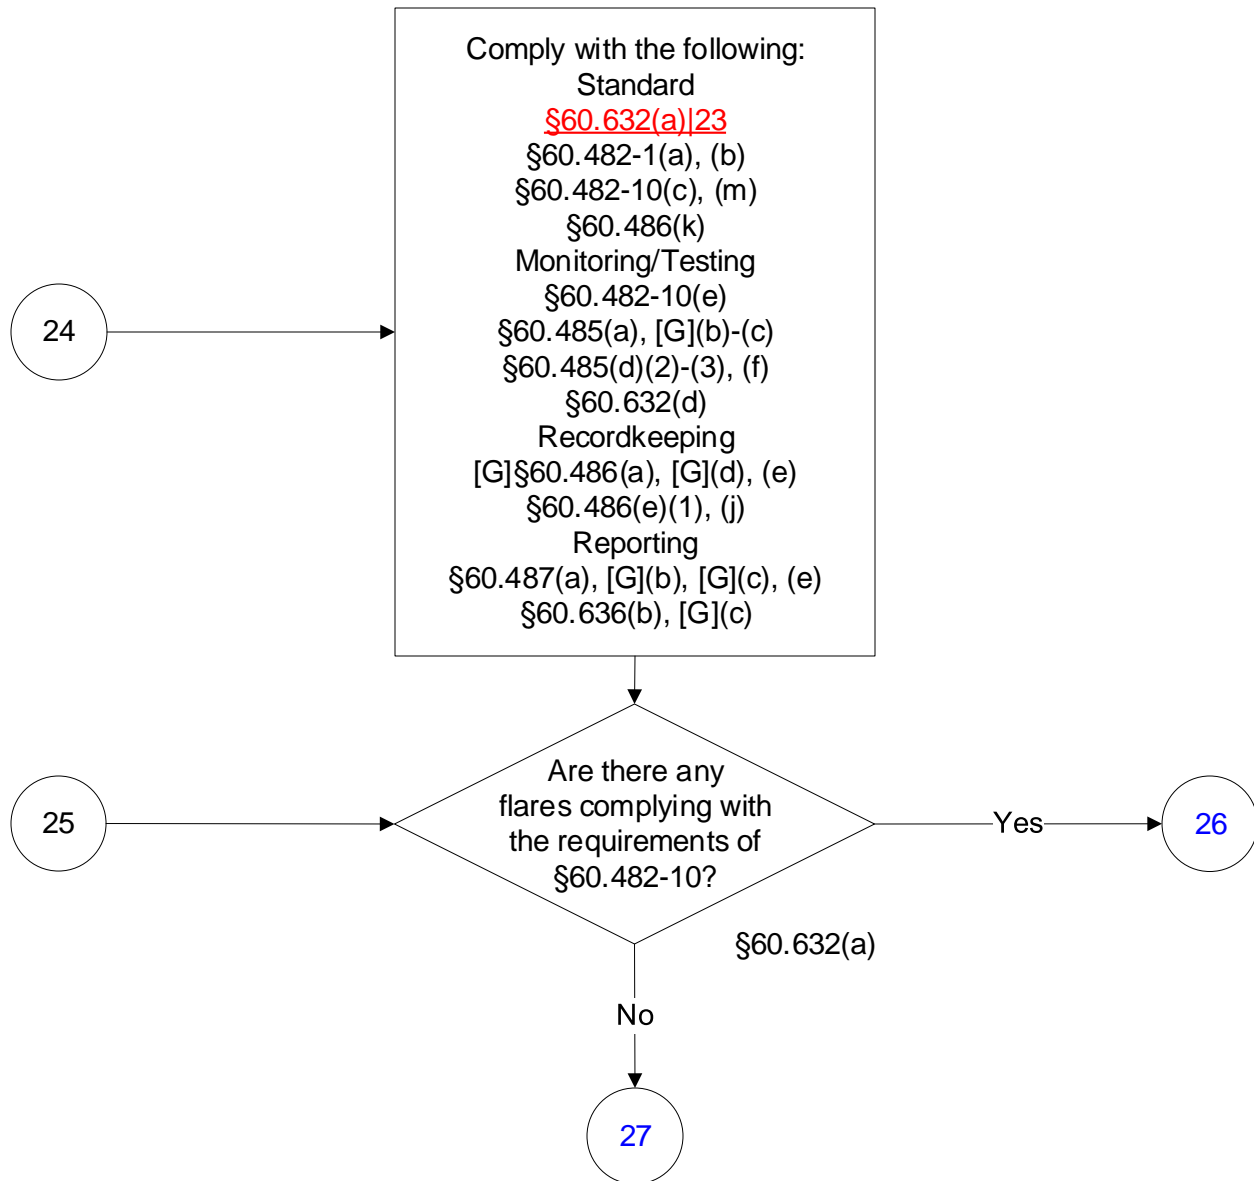 Comply with the following:
Standard
§60.632(a)|23
§60.482-1(a), (b)
§60.482-10(c), (m)
§60.486(k)
Monitoring/Testing
§60.482-10(e)
§60.485(a), [G](b)-(c)
§60.485(d)(2)-(3), (f)
§60.632(d)
Recordkeeping
[G]§60.486(a), [G](d), (e)
§60.486(e)(1), (j)
Reporting
§60.487(a), [G](b), [G](c), (e)
§60.636(b), [G](c)
24
Are there any
flares complying with
the requirements of
§60.482-10?
25
Yes
26
§60.632(a)
No
27